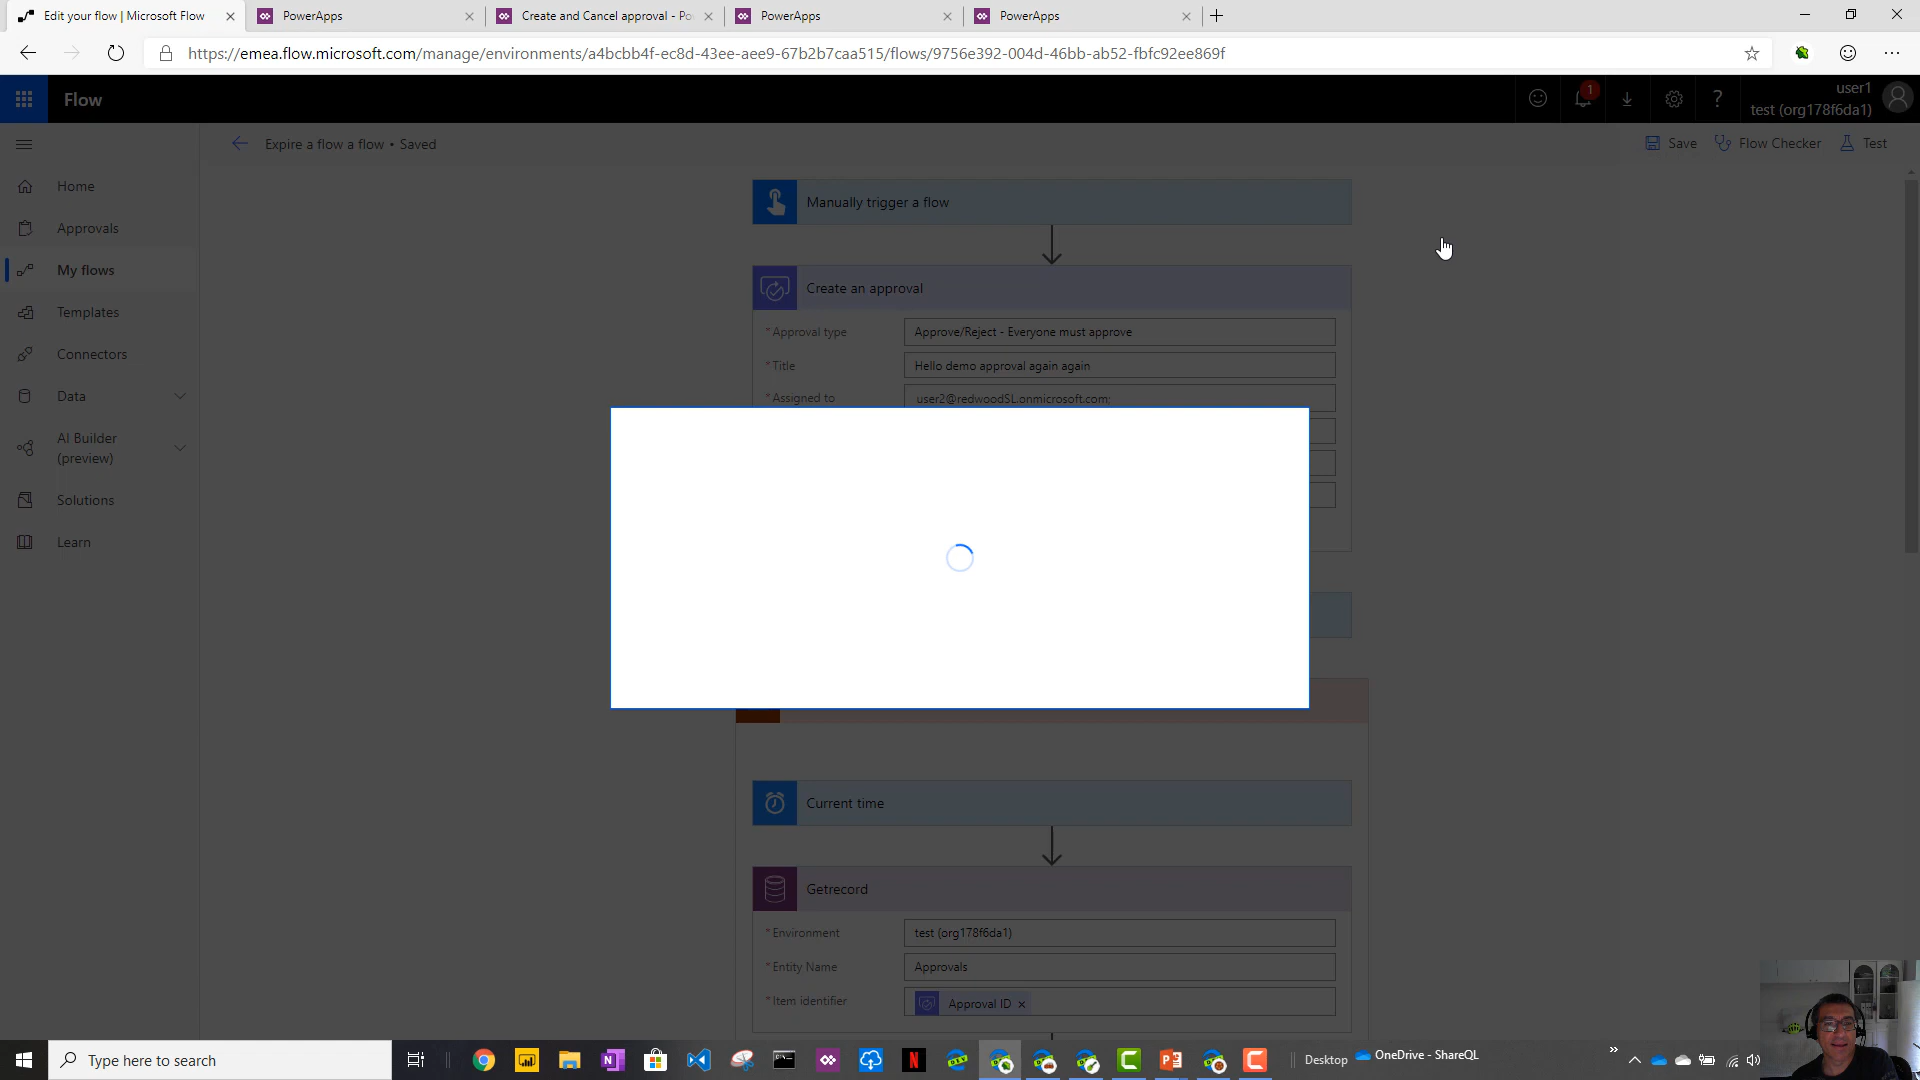 Edit your flow | Microsoft Flow
PowerApps
Create and Cancel approval - Po
PowerApps
PowerApps
https://emea.flow.microsoft.com/manage/environments/a4bcbb4f-ec8d-43ee-aee9-67b2b7caa515/flows/9756e392-004d-46bb-ab52-fbfc92ee869f
Flow
1
?
user1
test (org178f6da1)
Expire a flow a flow • Saved
Save
Flow Checker
Test
Home
Approvals
My flows
Templates
Connectors
Data
AI Builder
(preview)
Solutions
Learn
Manually trigger a flow
Create an approval
* Approval type
Approve/Reject - Everyone must approve
* Title
Hello demo approval again again
* Assigned to
user2@redwoodSL.onmicrosoft.com;
Current time
Getrecord
* Environment
test (org178f6da1)
* Entity Name
Approvals
* Item identifier
Approval ID ×
Type here to search
Desktop
OneDrive - ShareQL